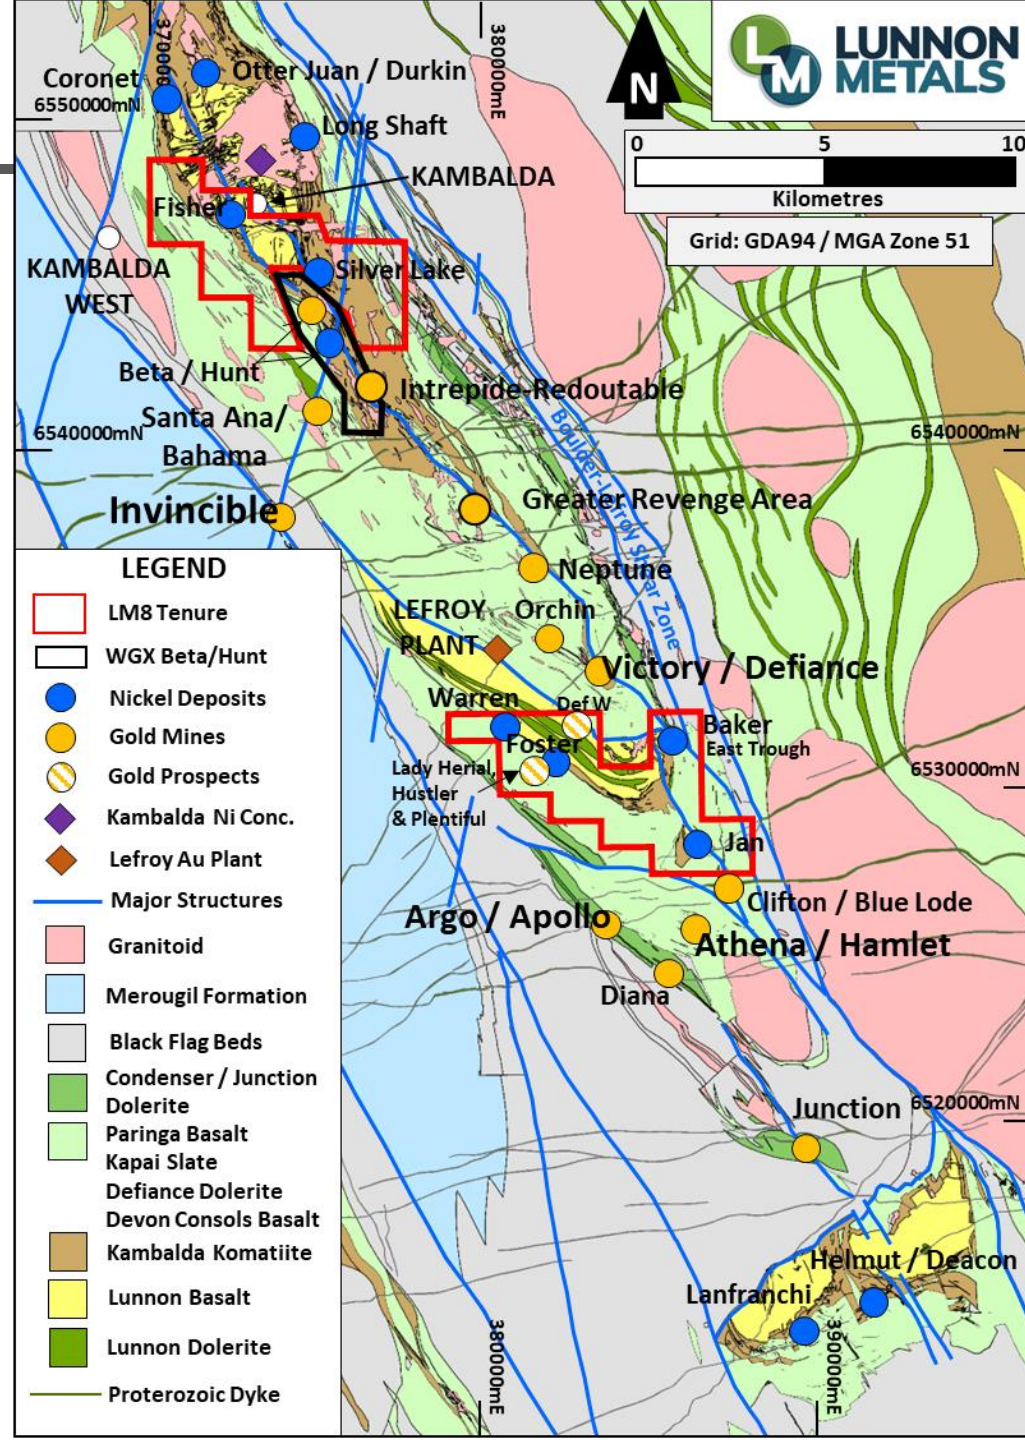 370000
380000mE
LUNNON
METALS
LM
N
Coronet
Otter Juan / Durkin
6550000mN
Long Shaft
0
5
10
Kilometres
KAMBALDA
Fisher
Grid: GDA94 / MGA Zone 51
KAMBALDA
WEST
Silver Lake
Beta / Hunt
Intrepide-Redoutable
Santa Ana/
Bahama
6540000mN
6540000mN
Boulder-Lefroy Shear Zone
Invincible
Greater Revenge Area
Neptune
LEFROY
PLANT
Orchin
Victory / Defiance
Warren
Def W
Baker
East Trough
Foster
Lady Herial,
Hustler
& Plentiful
6530000mN
Jan
Clifton / Blue Lode
Argo / Apollo
Athena / Hamlet
Diana
Junction
6520000mN
Helmut / Deacon
Lanfranchi
380000mE
390000mE
LEGEND
LM8 Tenure
WGX Beta/Hunt
Nickel Deposits
Gold Mines
Gold Prospects
Kambalda Ni Conc.
Lefroy Au Plant
Major Structures
Granitoid
Merougil Formation
Black Flag Beds
Condenser / Junction
Dolerite
Paringa Basalt
Kapai Slate
Defiance Dolerite
Devon Consols Basalt
Kambalda Komatiite
Lunnon Basalt
Lunnon Dolerite
Proterozoic Dyke